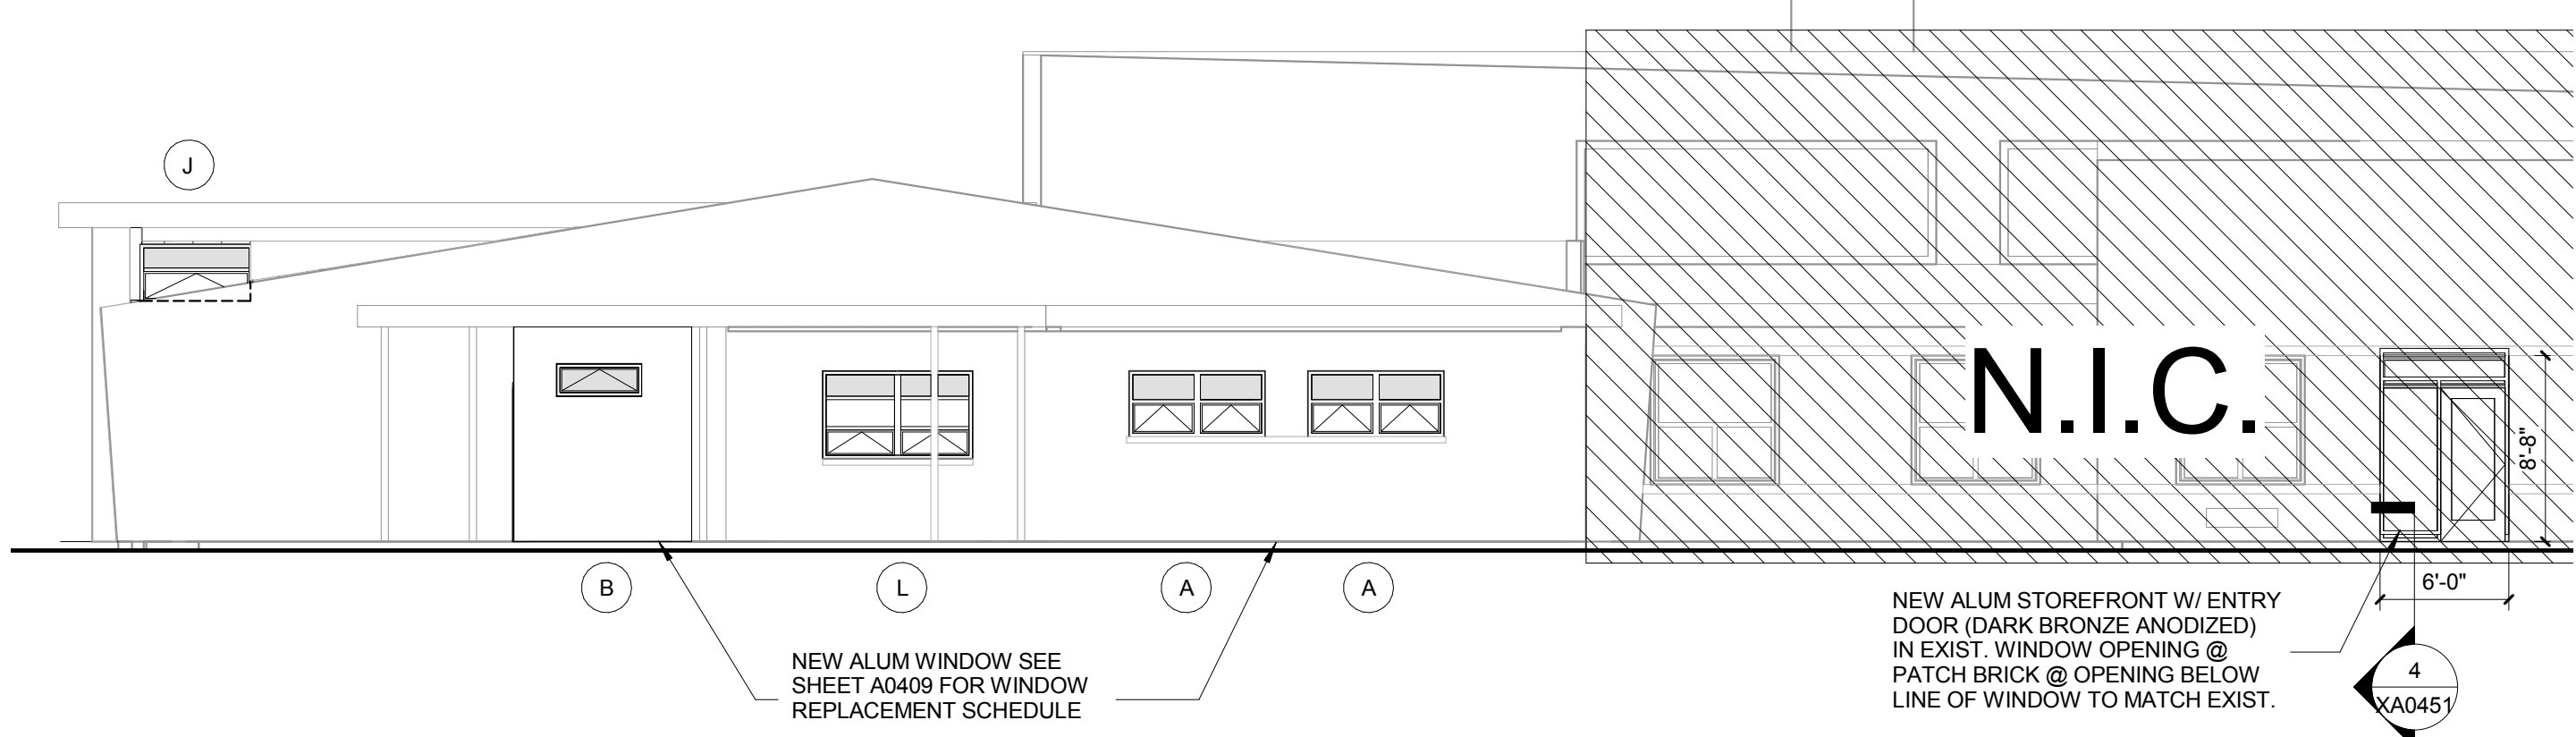 J
N.I.C.
8'-8"
B
L
A
A
6'-0"
NEW ALUM WINDOW SEE
SHEET A0409 FOR WINDOW
REPLACEMENT SCHEDULE
NEW ALUM STOREFRONT W/ ENTRY
DOOR (DARK BRONZE ANODIZED)
IN EXIST. WINDOW OPENING @
PATCH BRICK @ OPENING BELOW
LINE OF WINDOW TO MATCH EXIST.
4
XA0451